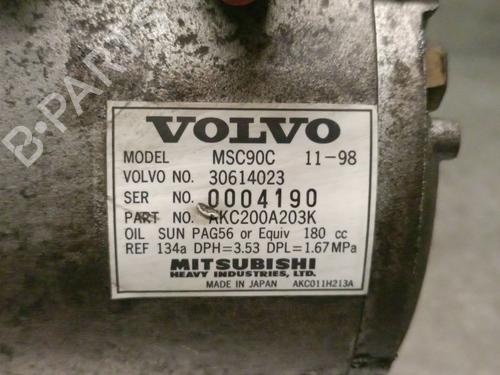 B-PARTS
VOLVO
MODEL MSC90C 11-98
VOLVO NO. 30614023
SER NO. 0004190
PART NO. AKC200A203K
OIL SUN PAG56 or Equiv 180 cc
REF 134a DPH=3.53 DPL=1.67MPa
MITSUBISHI
HEAVY INDUSTRIES, LTD.
MADE IN JAPAN AKC011H213A